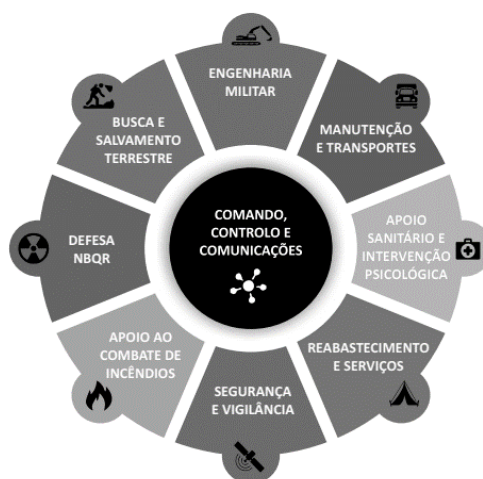 ENGENHARIA
MILITAR
MANUTENÇÃO
E TRANSPORTES
APOIO
SANITÁRIO E
INTERVENÇÃO
PSICOLÓGICA
REABASTECIMENTO
E SERVIÇOS
SEGURANÇA
E VIGILÂNCIA
APOIO AO
COMBATE DE
INCÊNDIOS
DEFESA
NBQR
BUSCA E
SALVAMENTO
TERRESTRE
COMANDO,
CONTROLO E
COMUNICAÇÕES